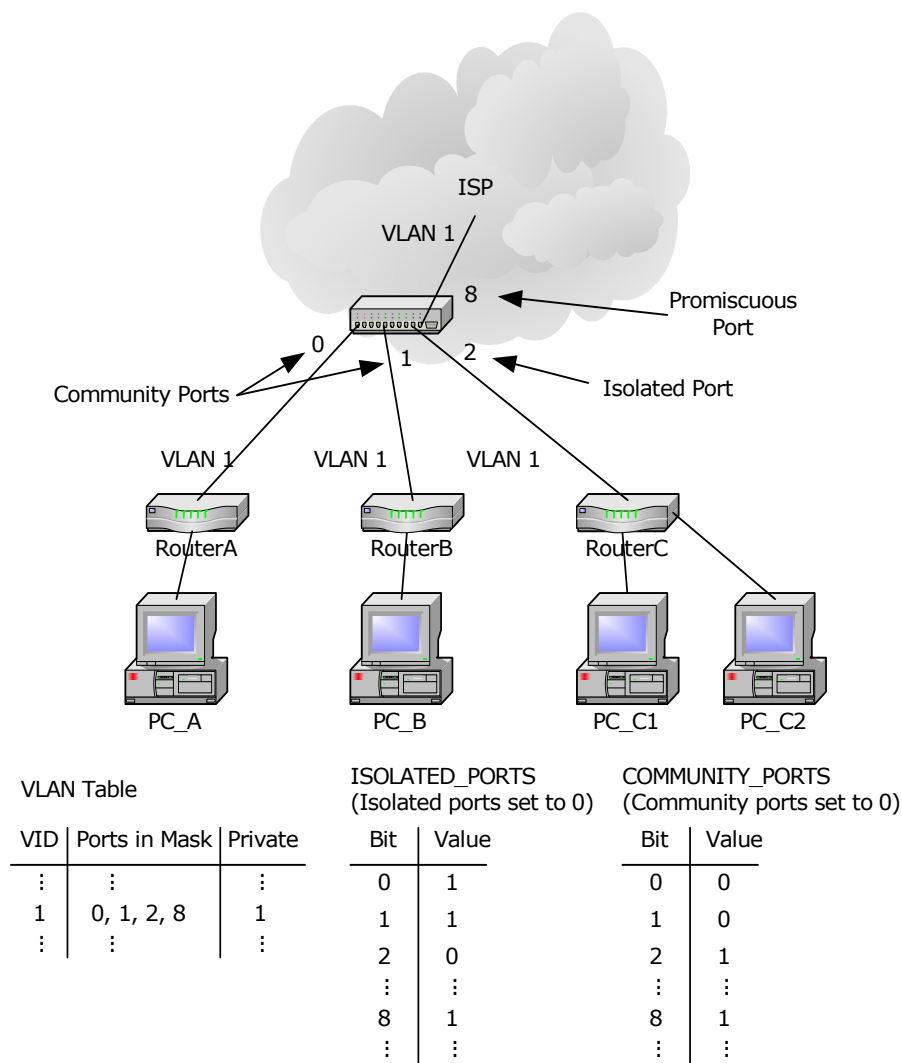 ISP
VLAN 1
8
Promiscuous
Port
0
1
2
Community Ports
Isolated Port
VLAN 1
VLAN 1
VLAN 1
RouterA
RouterB
RouterC
PC_A
PC_B
PC_C1
PC_C2
VLAN Table
VID Ports in Mask Private
⋮ ⋮ ⋮
1 0, 1, 2, 8 1
⋮ ⋮ ⋮
ISOLATED_PORTS
(Isolated ports set to 0)
Bit Value
0 1
1 1
2 0
⋮ ⋮
8 1
⋮ ⋮
COMMUNITY_PORTS
(Community ports set to 0)
Bit Value
0 0
1 0
2 1
⋮ ⋮
8 1
⋮ ⋮